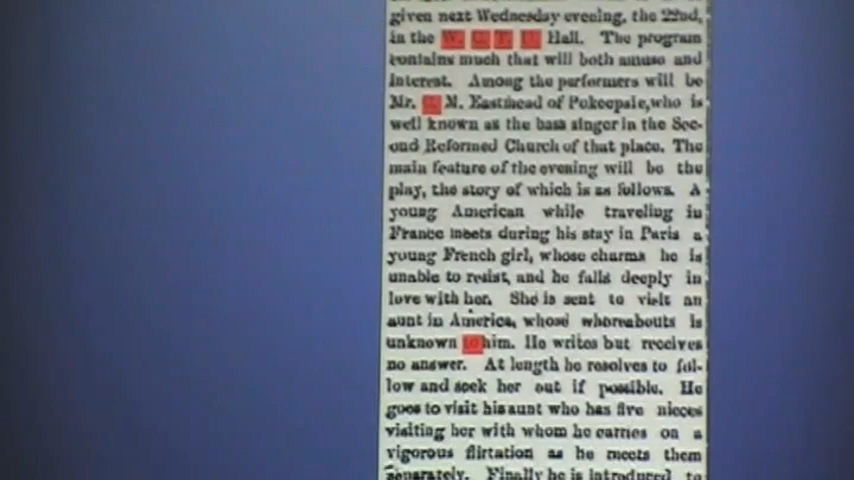 given next Wednesday evening, the 22nd,
in the W. C. T. U. Hall. The program
contains much that will both amuse and
interest. Among the performers will be
Mr. M. Eastmead of Pokeepsie, who is
well known as the bass singer in the Sec-
ond Reformed Church of that place. The
main feature of the evening will be the
play, the story of which is as follows. A
young American while traveling in
France meets during his stay in Paris a
young French girl, whose charms he is
unable to resist, and he falls deeply in
love with her. She is sent to visit an
aunt in America, whose whereabouts is
unknown to him. He writes but receives
no answer. At length he resolves to fol-
low and seek her out if possible. He
goes to visit his aunt who has five nieces
visiting her with whom he carries on a
vigorous flirtation as he meets them
separately. Finally he is introduced to